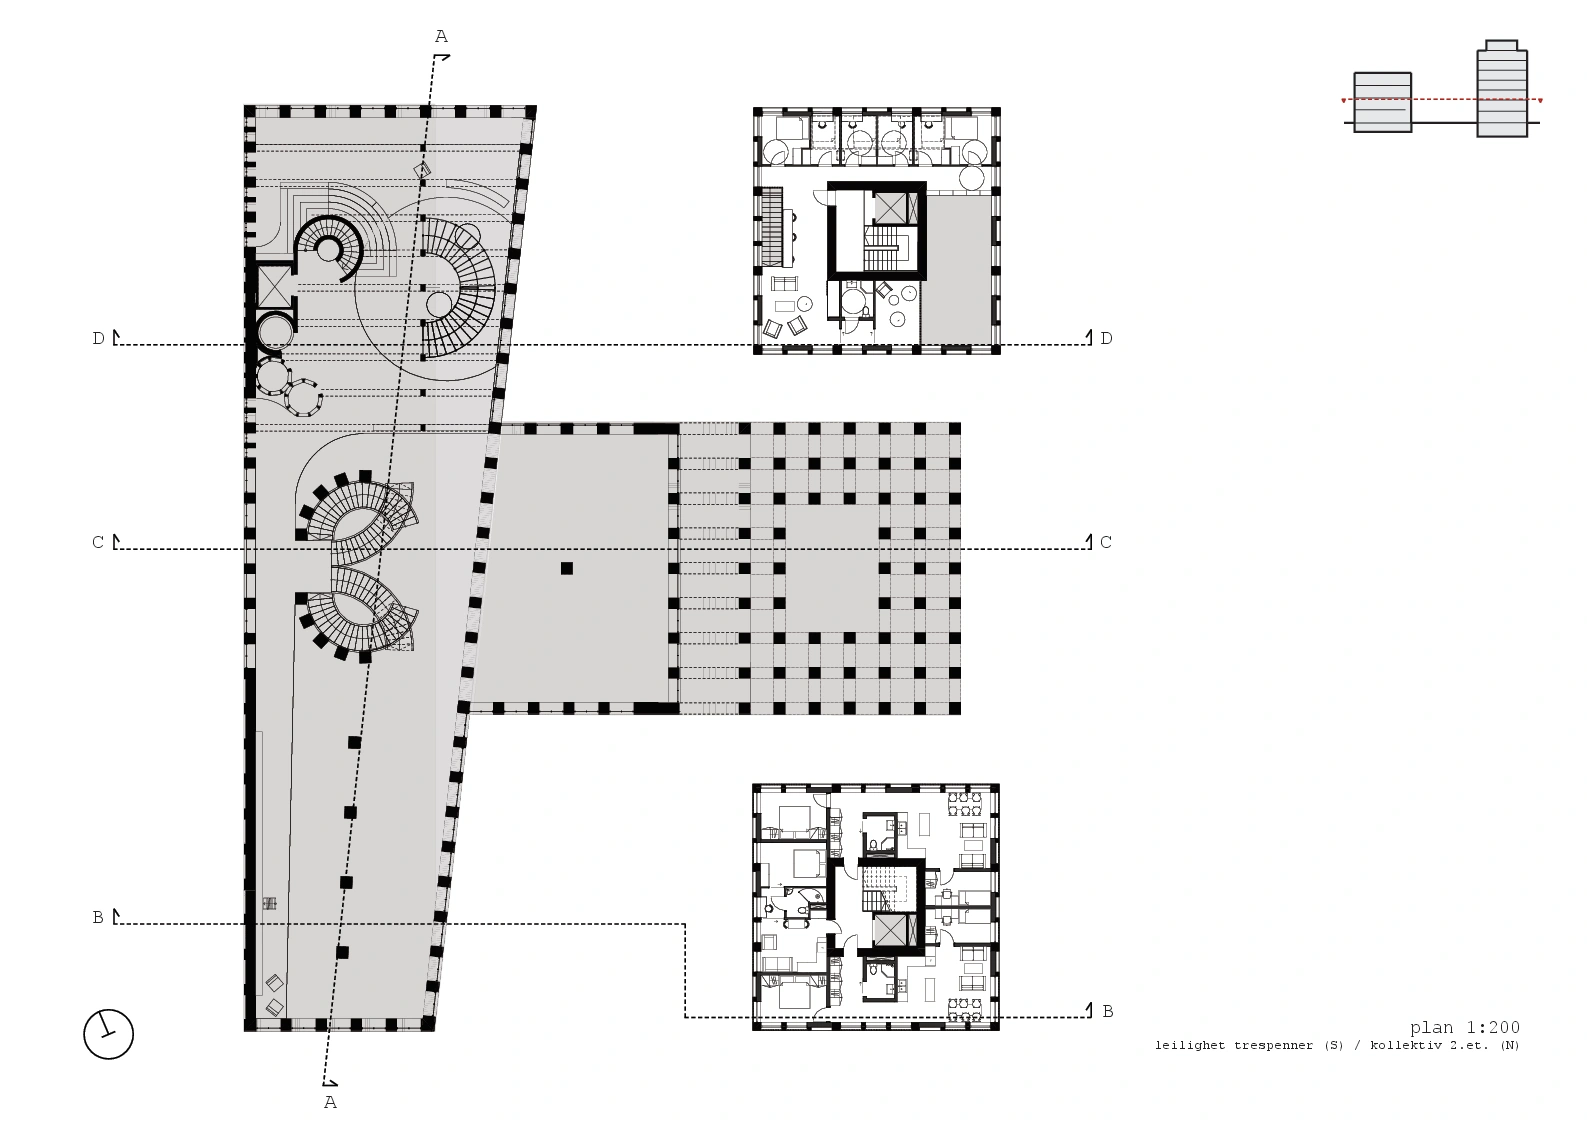 A
D
D
C
C
B
B
plan 1:200
leilighet trespenner (S) / kollektiv 2.et. (N)
A